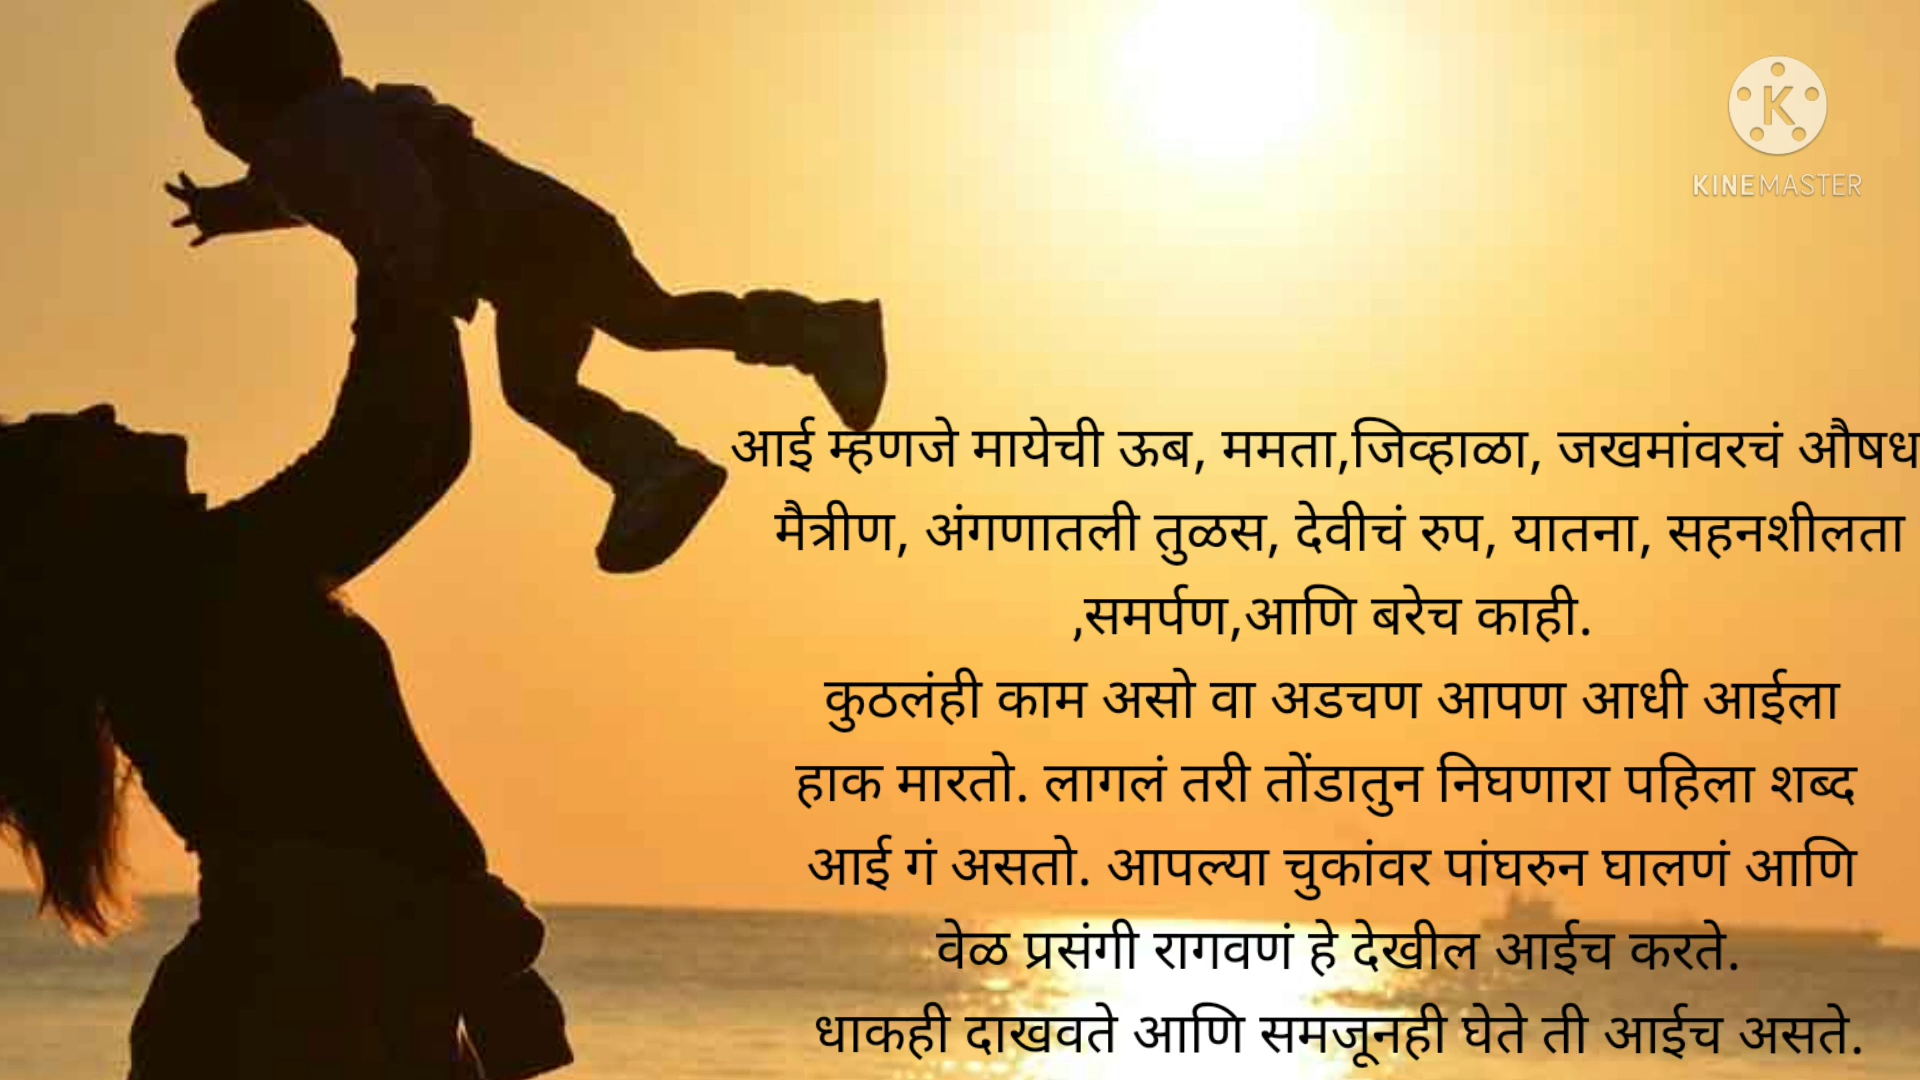 KINEMASTER
आई म्हणजे मायेची ऊब, ममता,जिव्हाळा, जखमांवरचं औषध
मैत्रीण, अंगणातली तुळस, देवीचं रुप, यातना, सहनशीलता
,समर्पण,आणि बरेच काही.
कुठलंही काम असो वा अडचण आपण आधी आईला
हाक मारतो. लागलं तरी तोंडातुन निघणारा पहिला शब्द
आई गं असतो. आपल्या चुकांवर पांघरुन घालणं आणि
वेळ प्रसंगी रागवणं हे देखील आईच करते.
धाकही दाखवते आणि समजूनही घेते ती आईच असते.